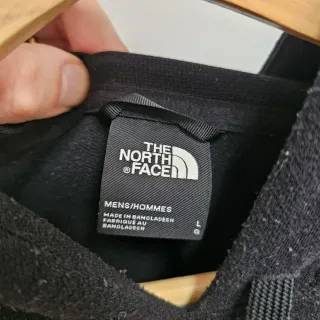 THE
NORTH
®FACE
MENS/HOMMES
MADE IN BANGLADESH
FABRIQUÉ AU
BANGLADESH
L
G